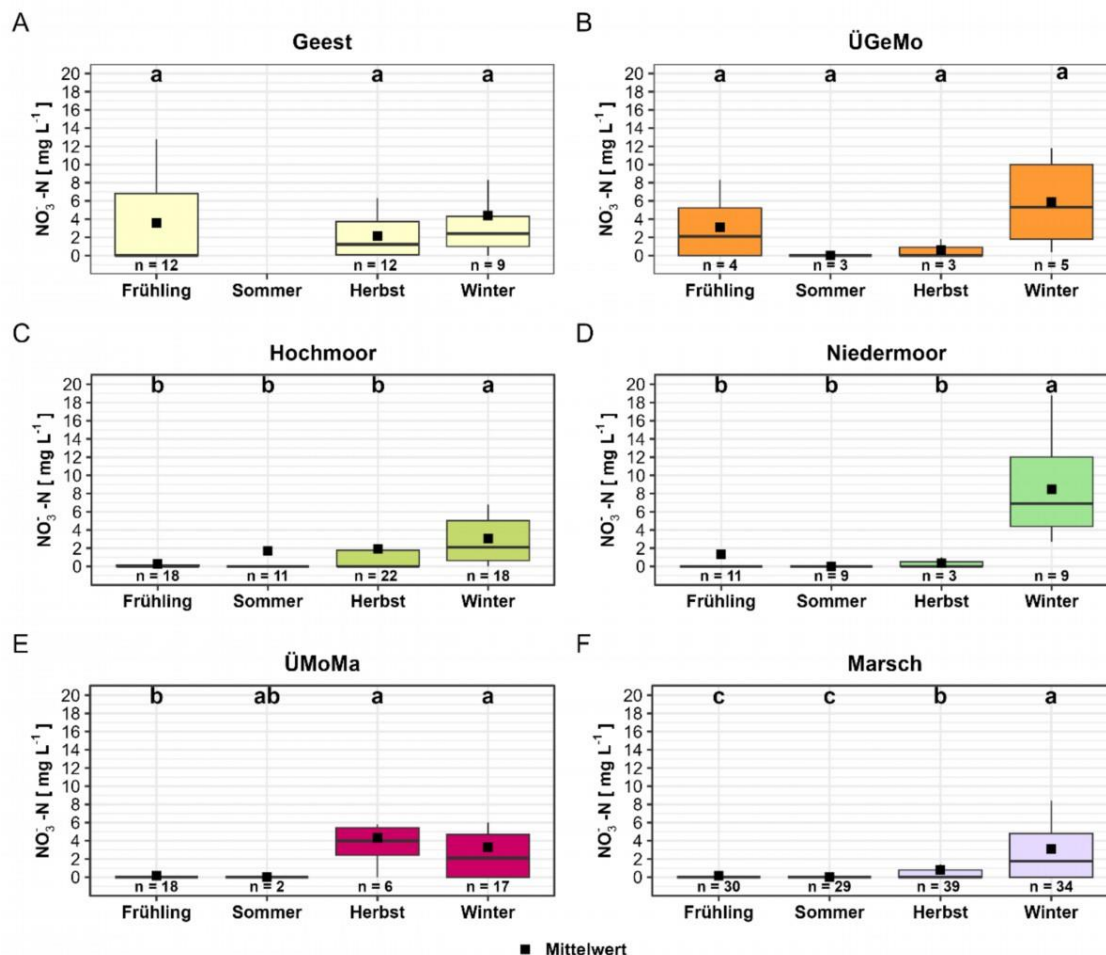 A
Geest
a a a
NO₃⁻-N [ mg L⁻¹ ]
20
18
16
14
12
10
8
6
4
2
0
n = 12 n = 12 n = 9
Frühling Sommer Herbst Winter
B
ÜGeMo
a a a a
NO₃⁻-N [ mg L⁻¹ ]
20
18
16
14
12
10
8
6
4
2
0
n = 4 n = 3 n = 3 n = 5
Frühling Sommer Herbst Winter
C
Hochmoor
b b b a
NO₃⁻-N [ mg L⁻¹ ]
20
18
16
14
12
10
8
6
4
2
0
n = 18 n = 11 n = 22 n = 18
Frühling Sommer Herbst Winter
D
Niedermoor
b b b a
NO₃⁻-N [ mg L⁻¹ ]
20
18
16
14
12
10
8
6
4
2
0
n = 11 n = 9 n = 3 n = 9
Frühling Sommer Herbst Winter
E
ÜMoMa
b ab a a
NO₃⁻-N [ mg L⁻¹ ]
20
18
16
14
12
10
8
6
4
2
0
n = 18 n = 2 n = 6 n = 17
Frühling Sommer Herbst Winter
F
Marsch
c c b a
NO₃⁻-N [ mg L⁻¹ ]
20
18
16
14
12
10
8
6
4
2
0
n = 30 n = 29 n = 39 n = 34
Frühling Sommer Herbst Winter
Mittelwert